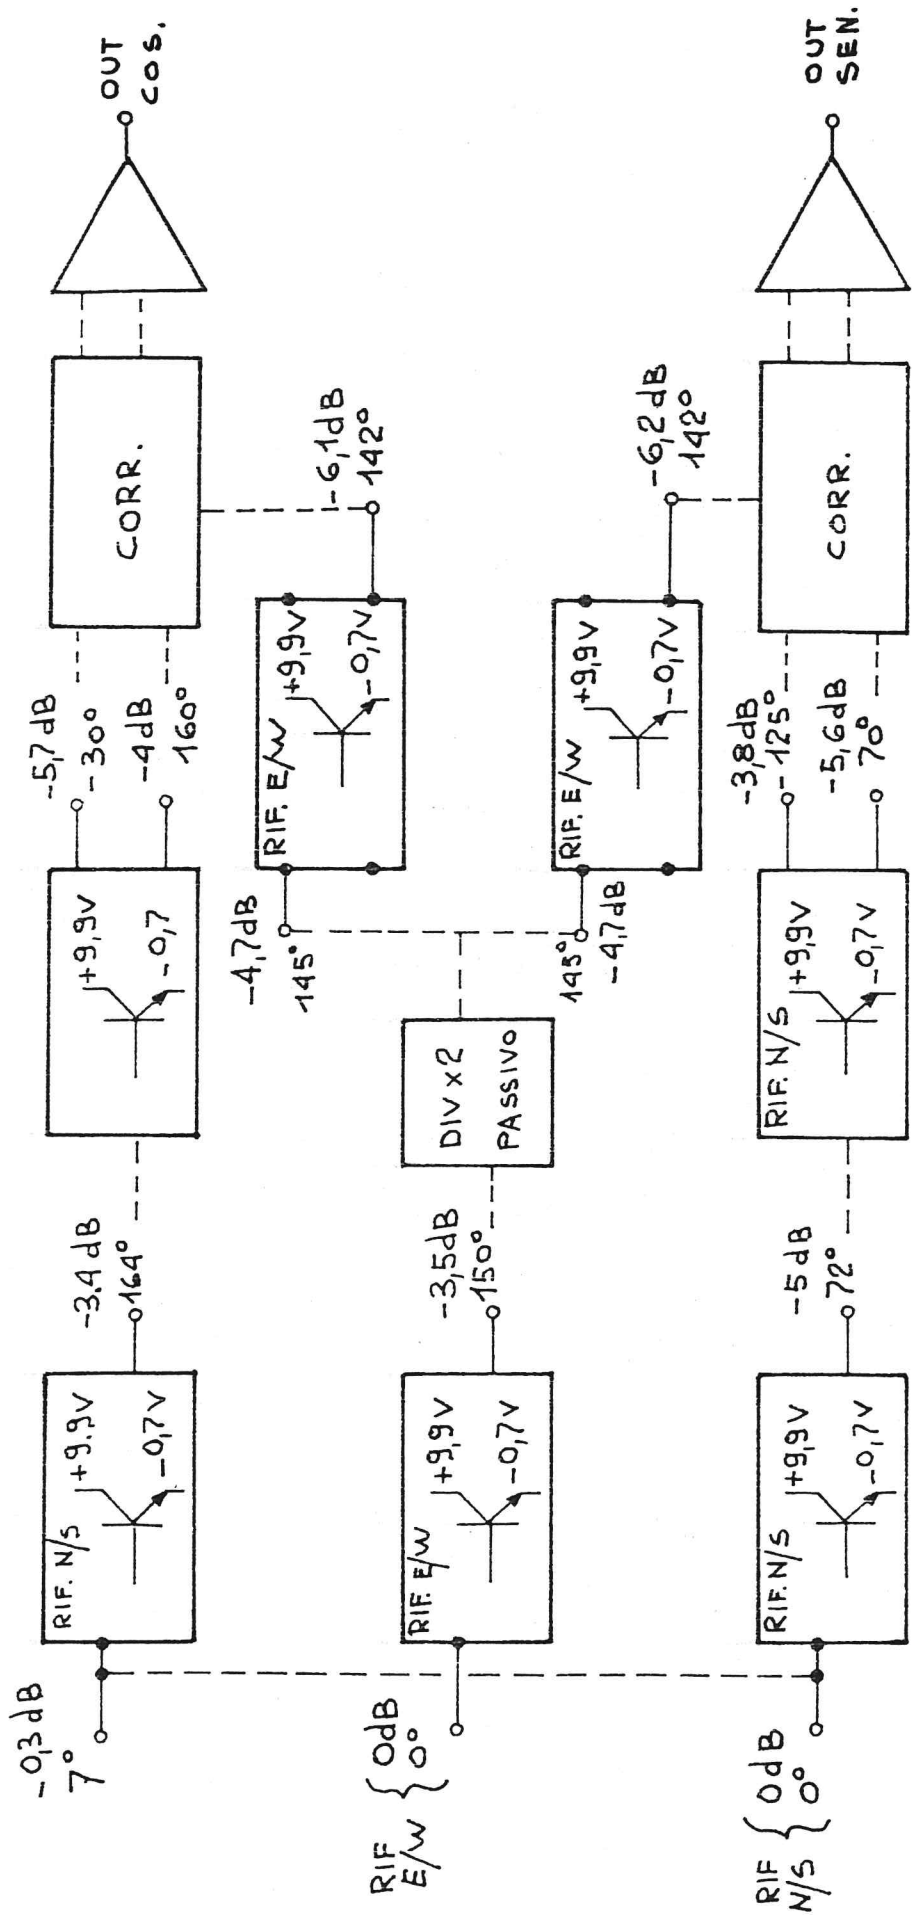 -0,3 dB
7°
RIF. N/S
+9,9V
-0,7V
-3.4 dB
164°
+9,9V
-0,7
-5,7 dB
-30°
-4 dB
160°
CORR.
OUT
COS.
RIF
E/W
0dB
0°
RIF. E/W
+9,9V
-0,7V
-3,5dB
150°
DIV x2
PASSIVO
-4,7dB
145°
RIF. E/W
+9,9V
-0,7V
-6,1dB
142°
145°
-4,7dB
RIF. E/W
+9,9V
-0,7V
-6,2 dB
142°
RIF
N/S
0dB
0°
RIF. N/S
+9,9V
-0,7V
-5 dB
72°
RIF. N/S
+9,9V
-0,7V
-3,8dB
-125°
-5,6dB
70°
CORR.
OUT
SEN.